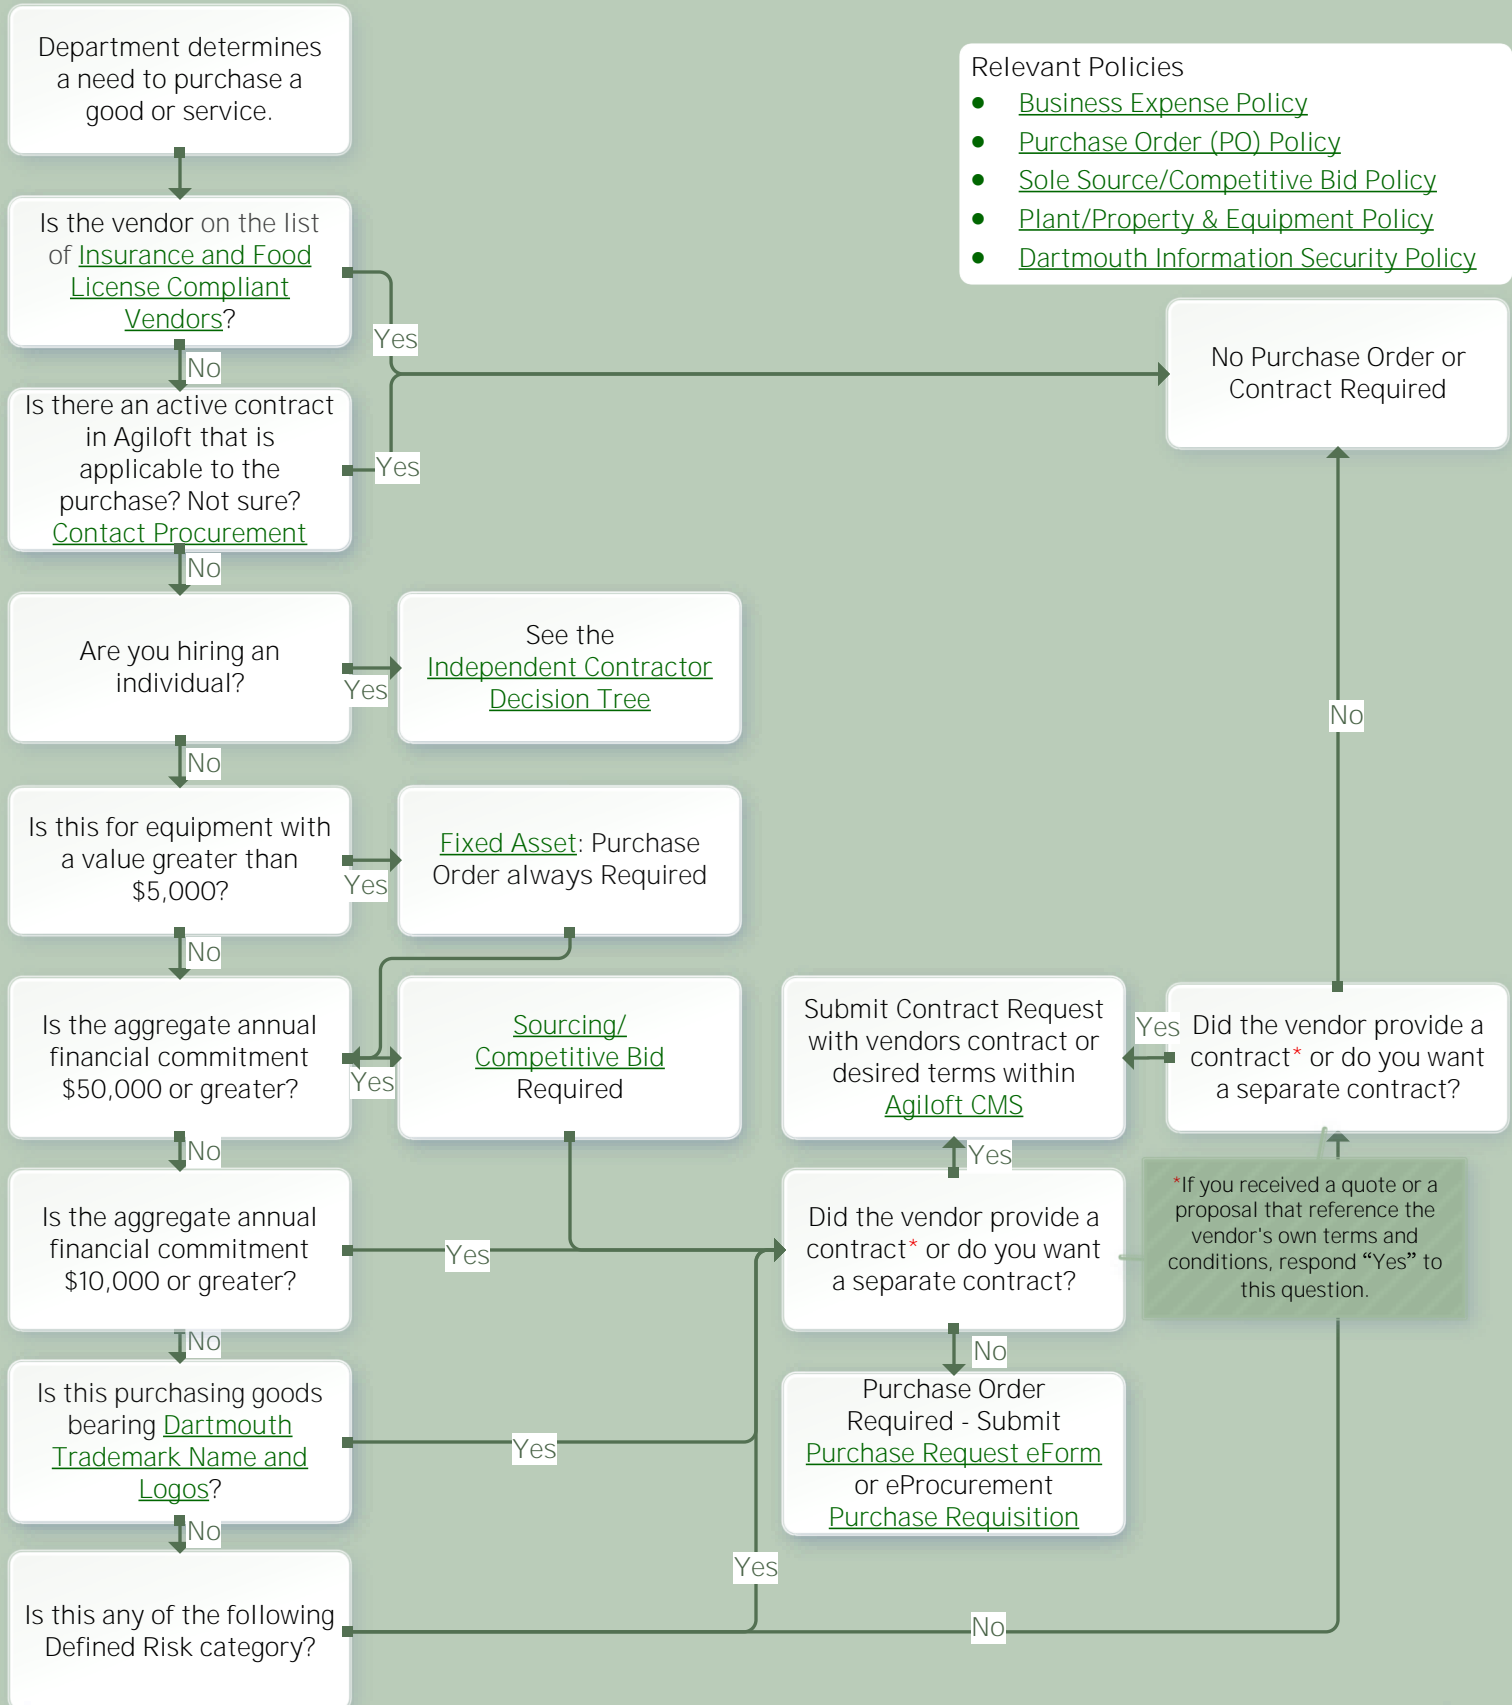 Department determines
a need to purchase a
good or service.
Relevant Policies
• Business Expense Policy
• Purchase Order (PO) Policy
• Sole Source/Competitive Bid Policy
• Plant/Property & Equipment Policy
• Dartmouth Information Security Policy
Is the vendor on the list
of Insurance and Food
License Compliant
Vendors?
Yes
No
No Purchase Order or
Contract Required
Is there an active contract
in Agiloft that is
applicable to the
purchase? Not sure?
Contact Procurement
Yes
No
Are you hiring an
individual?
Yes
See the
Independent Contractor
Decision Tree
No
No
Is this for equipment with
a value greater than
$5,000?
Yes
Fixed Asset: Purchase
Order always Required
No
Is the aggregate annual
financial commitment
$50,000 or greater?
Yes
Sourcing/
Competitive Bid
Required
Submit Contract Request
with vendors contract or
desired terms within
Agiloft CMS
Yes
Did the vendor provide a
contract* or do you want
a separate contract?
No
Yes
Is the aggregate annual
financial commitment
$10,000 or greater?
Yes
Did the vendor provide a
contract* or do you want
a separate contract?
*If you received a quote or a
proposal that reference the
vendor's own terms and
conditions, respond “Yes” to
this question.
No
No
Is this purchasing goods
bearing Dartmouth
Trademark Name and
Logos?
Yes
Purchase Order
Required - Submit
Purchase Request eForm
or eProcurement
Purchase Requisition
No
Yes
Is this any of the following
Defined Risk category?
No